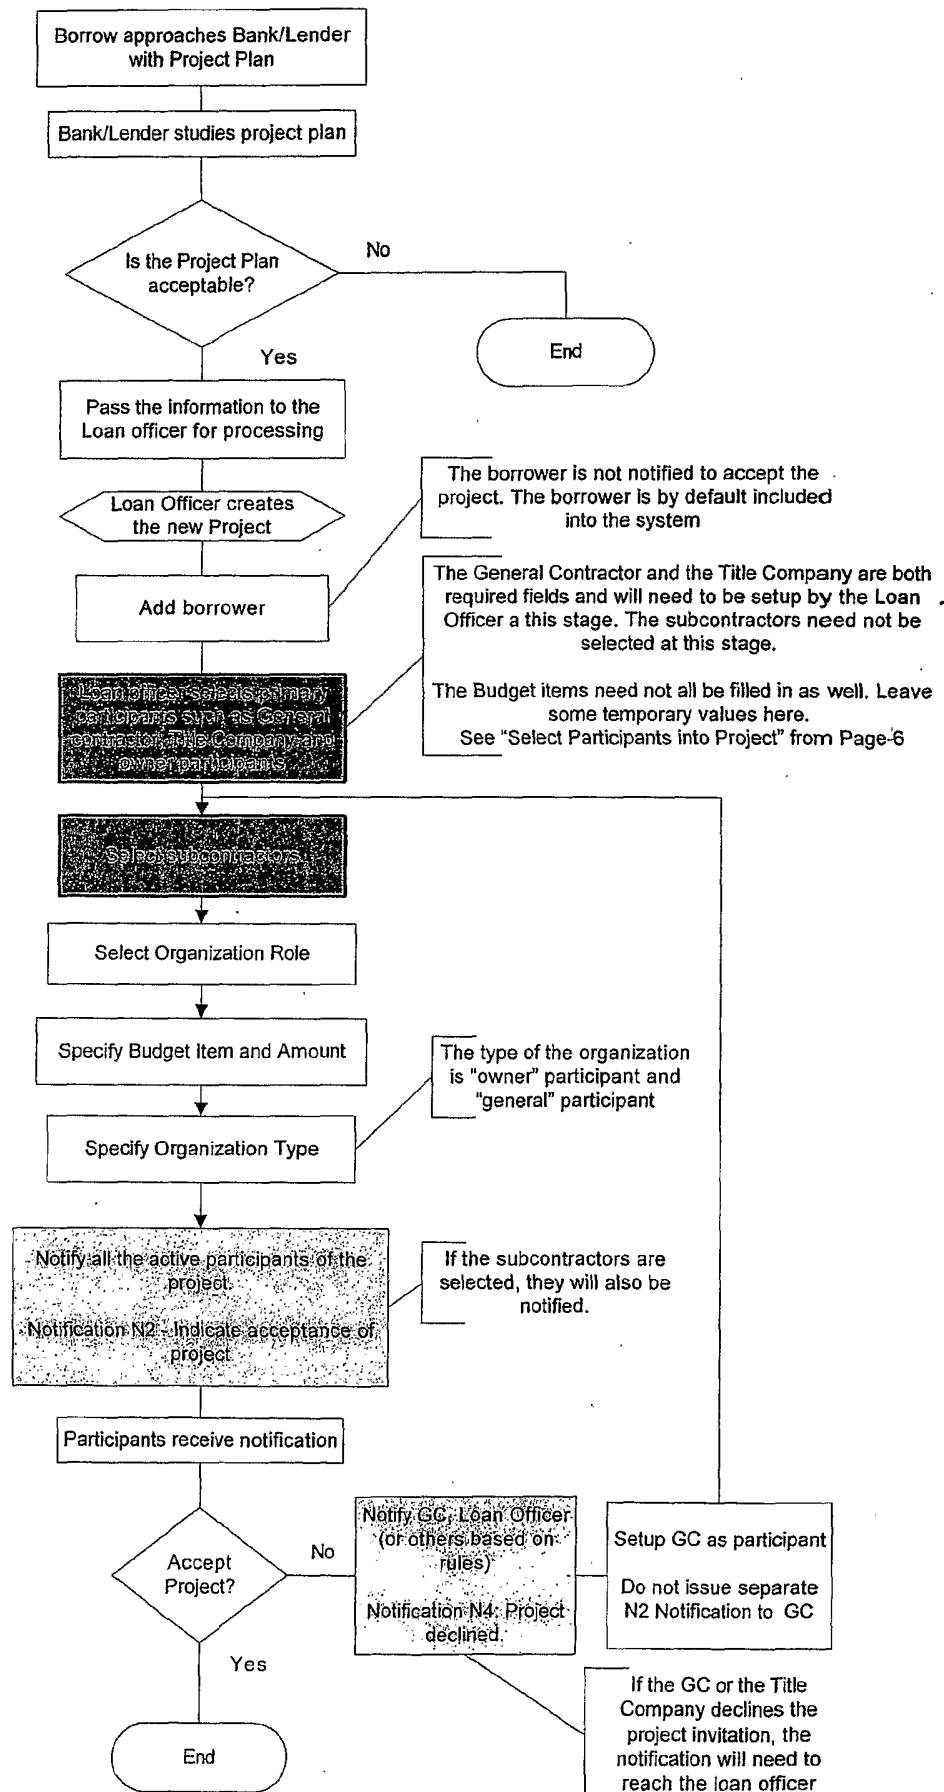 Borrow approaches Bank/Lender
with Project Plan
Bank/Lender studies project plan
Is the Project Plan
acceptable?
No
End
Yes
Pass the information to the
Loan officer for processing
Loan Officer creates
the new Project
The borrower is not notified to accept the
project. The borrower is by default included
into the system
Add borrower
The General Contractor and the Title Company are both
required fields and will need to be setup by the Loan
Officer a this stage. The subcontractors need not be
selected at this stage.
The Budget items need not all be filled in as well. Leave
some temporary values here.
See “Select Participants into Project” from Page-6
Loan officer selects primary
participants such as General
contractor, Title Company and
owner participants
Select subcontractors
Select Organization Role
Specify Budget Item and Amount
The type of the organization
is “owner” participant and
“general” participant
Specify Organization Type
Notify all the active participants of the
project.
Notification N2 - Indicate acceptance of
project
If the subcontractors are
selected, they will also be
notified.
Participants receive notification
Accept
Project?
No
Notify GC, Loan Officer
(or others based on
rules)
Notification N4: Project
declined.
Setup GC as participant
Do not issue separate
N2 Notification to GC
Yes
End
If the GC or the Title
Company declines the
project invitation, the
notification will need to
reach the loan officer